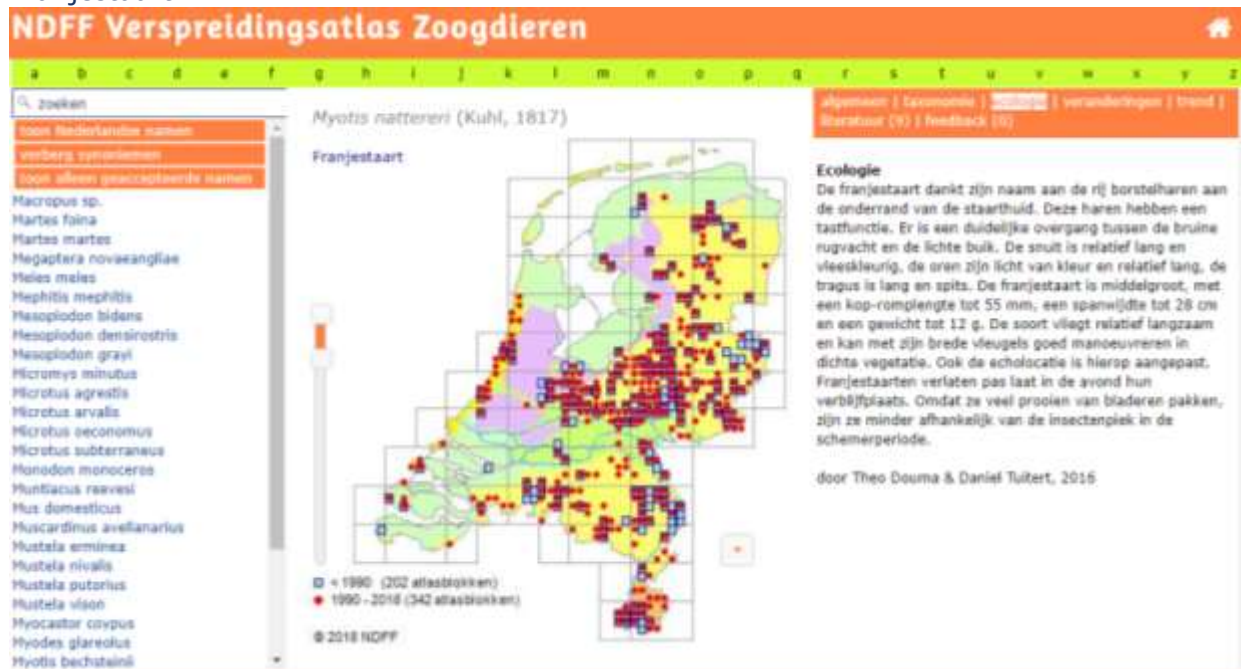 NDFF Verspreidingsatlas Zoogdieren
a b c d e f g h i j k l m n o p q r s t u v w x y z
zoeken
toon Nederlandse namen
verberg synoniemen
toon alleen geaccepteerde namen
Macropus sp.
Martes foina
Martes martes
Megaptera novaeangliae
Meles meles
Mephitis mephitis
Mesoplodon bidens
Mesoplodon densirostris
Mesoplodon grayi
Micromys minutus
Microtus agrestis
Microtus arvalis
Microtus oeconomus
Microtus subterraneus
Monodon monoceros
Muntiacus reevesi
Mus domesticus
Muscardinus avellanarius
Mustela erminea
Mustela nivalis
Mustela putorius
Mustela vison
Myocastor coypus
Myodes glareolus
Myotis bechsteinii
Myotis nattereri (Kuhl, 1817)
Franjestaart
< 1990 (202 atlasblokken)
1990 - 2018 (342 atlasblokken)
© 2018 NDFF
algemeen | taxonomie | ecologie | veranderingen | trend |
literatuur (9) | feedback (0)
Ecologie
De franjestaart dankt zijn naam aan de rij borstelharen aan
de onderrand van de staarthuid. Deze haren hebben een
tastfunctie. Er is een duidelijke overgang tussen de bruine
rugvacht en de lichte buik. De snuit is relatief lang en
vleeskleurig, de oren zijn licht van kleur en relatief lang, de
tragus is lang en spits. De franjestaart is middelgroot, met
een kop-romplengte tot 55 mm, een spanwijdte tot 28 cm
en een gewicht tot 12 g. De soort vliegt relatief langzaam
en kan met zijn brede vleugels goed manoeuvreren in
dichte vegetatie. Ook de echolocatie is hierop aangepast.
Franjestaarten verlaten pas laat in de avond hun
verblijfplaats. Omdat ze veel prooien van bladeren pakken,
zijn ze minder afhankelijk van de insectenpiek in de
schemerperiode.
door Theo Douma & Daniel Tuitert, 2016